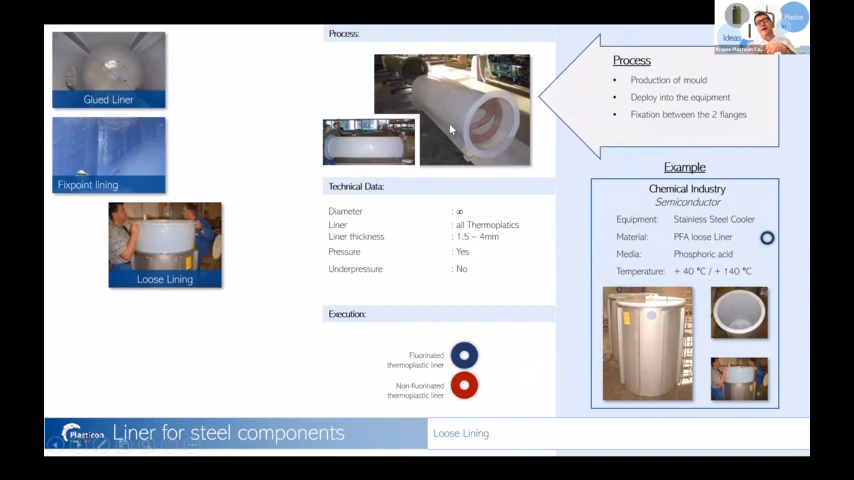 Glued Liner
Fixpoint lining
Loose Lining
Process:
Technical Data:
Diameter : ∞
Liner : all Thermoplatics
Liner thickness : 1.5 – 4mm
Pressure : Yes
Underpressure : No
Execution:
Fluorinated
thermoplastic liner
Non-fluorinated
thermoplastic liner
Ideas
Plastics
Process
• Production of mould
• Deploy into the equipment
• Fixation between the 2 flanges
Example
Chemical Industry
Semiconductor
Equipment: Stainless Steel Cooler
Material: PFA loose Liner
Media: Phosphoric acid
Temperature: + 40 °C / + 140 °C
Plasticon
Liner for steel components
Loose Lining